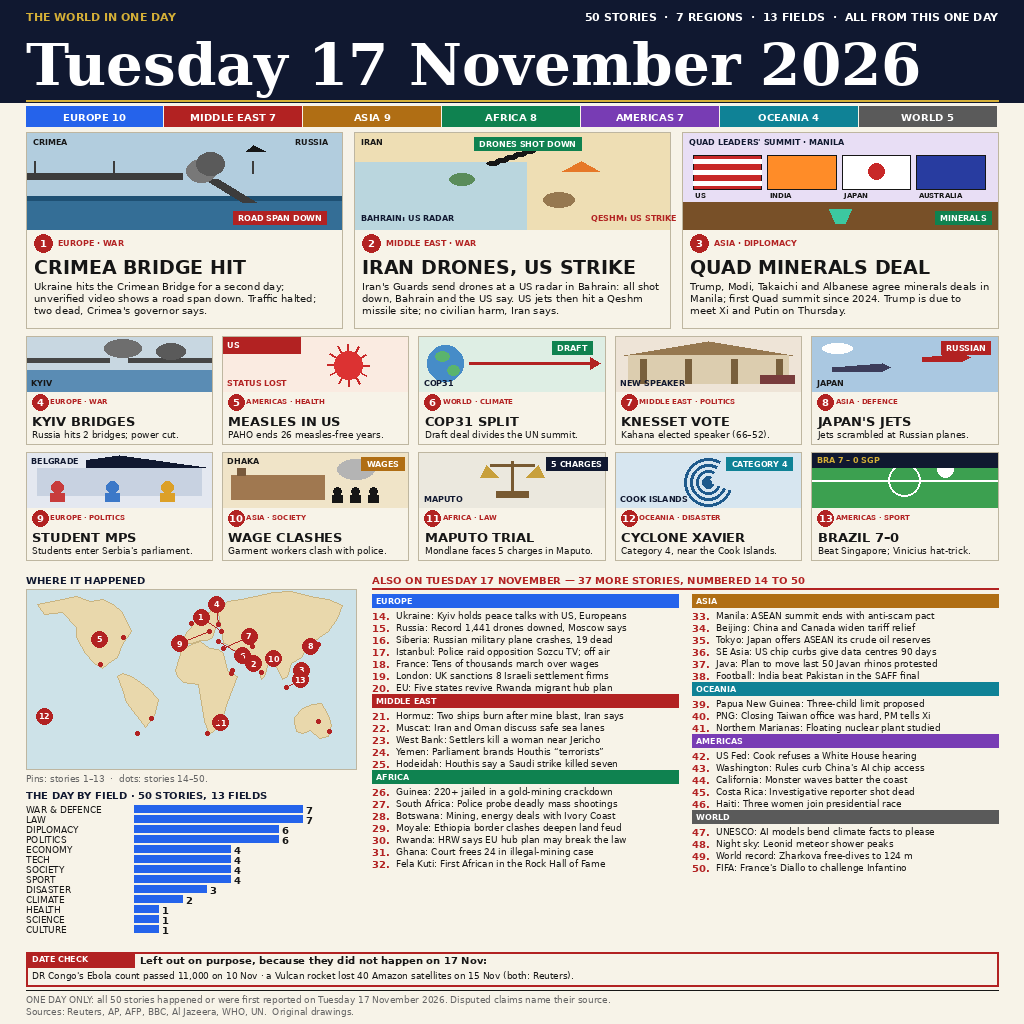 THE WORLD IN ONE DAY
50 STORIES · 7 REGIONS · 13 FIELDS · ALL FROM THIS ONE DAY
Tuesday 17 November 2026
EUROPE 10
MIDDLE EAST 7
ASIA 9
AFRICA 8
AMERICAS 7
OCEANIA 4
WORLD 5
CRIMEA
RUSSIA
ROAD SPAN DOWN
1 EUROPE · WAR
CRIMEA BRIDGE HIT
Ukraine hits the Crimean Bridge for a second day;
unverified video shows a road span down. Traffic halted;
two dead, Crimea's governor says.
IRAN
DRONES SHOT DOWN
BAHRAIN: US RADAR
QESHM: US STRIKE
2 MIDDLE EAST · WAR
IRAN DRONES, US STRIKE
Iran's Guards send drones at a US radar in Bahrain: all shot
down, Bahrain and the US say. US jets then hit a Qeshm
missile site; no civilian harm, Iran says.
QUAD LEADERS' SUMMIT · MANILA
US
INDIA
JAPAN
AUSTRALIA
MINERALS
3 ASIA · DIPLOMACY
QUAD MINERALS DEAL
Trump, Modi, Takaichi and Albanese agree minerals deals in
Manila; first Quad summit since 2024. Trump is due to
meet Xi and Putin on Thursday.
KYIV
4 EUROPE · WAR
KYIV BRIDGES
Russia hits 2 bridges; power cut.
US
STATUS LOST
5 AMERICAS · HEALTH
MEASLES IN US
PAHO ends 26 measles-free years.
DRAFT
COP31
6 WORLD · CLIMATE
COP31 SPLIT
Draft deal divides the UN summit.
NEW SPEAKER
7 MIDDLE EAST · POLITICS
KNESSET VOTE
Kahana elected speaker (66–52).
RUSSIAN
JAPAN
8 ASIA · DEFENCE
JAPAN'S JETS
Jets scrambled at Russian planes.
BELGRADE
9 EUROPE · POLITICS
STUDENT MPS
Students enter Serbia's parliament.
DHAKA
WAGES
10 ASIA · SOCIETY
WAGE CLASHES
Garment workers clash with police.
5 CHARGES
MAPUTO
11 AFRICA · LAW
MAPUTO TRIAL
Mondlane faces 5 charges in Maputo.
CATEGORY 4
COOK ISLANDS
12 OCEANIA · DISASTER
CYCLONE XAVIER
Category 4, near the Cook Islands.
BRA 7 – 0 SGP
13 AMERICAS · SPORT
BRAZIL 7–0
Beat Singapore; Vinicius hat-trick.
WHERE IT HAPPENED
4
1
5
9
7
2
10
8
3
13
12
11
Pins: stories 1–13 · dots: stories 14–50.
THE DAY BY FIELD · 50 STORIES, 13 FIELDS
WAR & DEFENCE 7
LAW 7
DIPLOMACY 6
POLITICS 6
ECONOMY 4
TECH 4
SOCIETY 4
SPORT 4
DISASTER 3
CLIMATE 2
HEALTH 1
SCIENCE 1
CULTURE 1
ALSO ON TUESDAY 17 NOVEMBER — 37 MORE STORIES, NUMBERED 14 TO 50
EUROPE
14. Ukraine: Kyiv holds peace talks with US, Europeans
15. Russia: Record 1,441 drones downed, Moscow says
16. Siberia: Russian military plane crashes, 19 dead
17. Istanbul: Police raid opposition Sozcu TV; off air
18. France: Tens of thousands march over wages
19. London: UK sanctions 8 Israeli settlement firms
20. EU: Five states revive Rwanda migrant hub plan
MIDDLE EAST
21. Hormuz: Two ships burn after mine blast, Iran says
22. Muscat: Iran and Oman discuss safe sea lanes
23. West Bank: Settlers kill a woman near Jericho
24. Yemen: Parliament brands Houthis “terrorists”
25. Hodeidah: Houthis say a Saudi strike killed seven
AFRICA
26. Guinea: 220+ jailed in a gold-mining crackdown
27. South Africa: Police probe deadly mass shootings
28. Botswana: Mining, energy deals with Ivory Coast
29. Moyale: Ethiopia border clashes deepen land feud
30. Rwanda: HRW says EU hub plan may break the law
31. Ghana: Court frees 24 in illegal-mining case
32. Fela Kuti: First African in the Rock Hall of Fame
ASIA
33. Manila: ASEAN summit ends with anti-scam pact
34. Beijing: China and Canada widen tariff relief
35. Tokyo: Japan offers ASEAN its crude oil reserves
36. SE Asia: US chip curbs give data centres 90 days
37. Java: Plan to move last 50 Javan rhinos protested
38. Football: India beat Pakistan in the SAFF final
OCEANIA
39. Papua New Guinea: Three-child limit proposed
40. PNG: Closing Taiwan office was hard, PM tells Xi
41. Northern Marianas: Floating nuclear plant studied
AMERICAS
42. US Fed: Cook refuses a White House hearing
43. Washington: Rules curb China's AI chip access
44. California: Monster waves batter the coast
45. Costa Rica: Investigative reporter shot dead
46. Haiti: Three women join presidential race
WORLD
47. UNESCO: AI models bend climate facts to please
48. Night sky: Leonid meteor shower peaks
49. World record: Zharkova free-dives to 124 m
50. FIFA: France's Diallo to challenge Infantino
DATE CHECK
Left out on purpose, because they did not happen on 17 Nov:
DR Congo's Ebola count passed 11,000 on 10 Nov · a Vulcan rocket lost 40 Amazon satellites on 15 Nov (both: Reuters).
ONE DAY ONLY: all 50 stories happened or were first reported on Tuesday 17 November 2026. Disputed claims name their source.
Sources: Reuters, AP, AFP, BBC, Al Jazeera, WHO, UN. Original drawings.